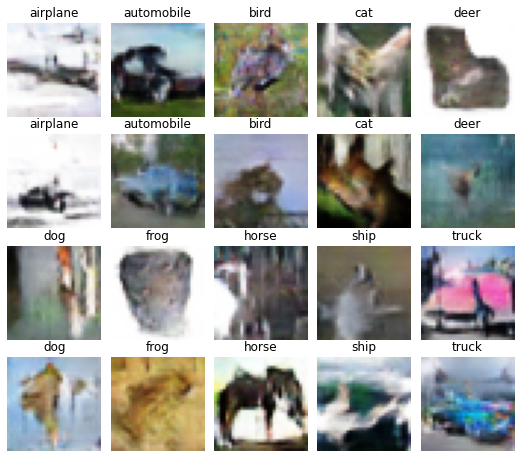 airplane automobile bird cat deer
airplane automobile bird cat deer
dog frog horse ship truck
dog frog horse ship truck